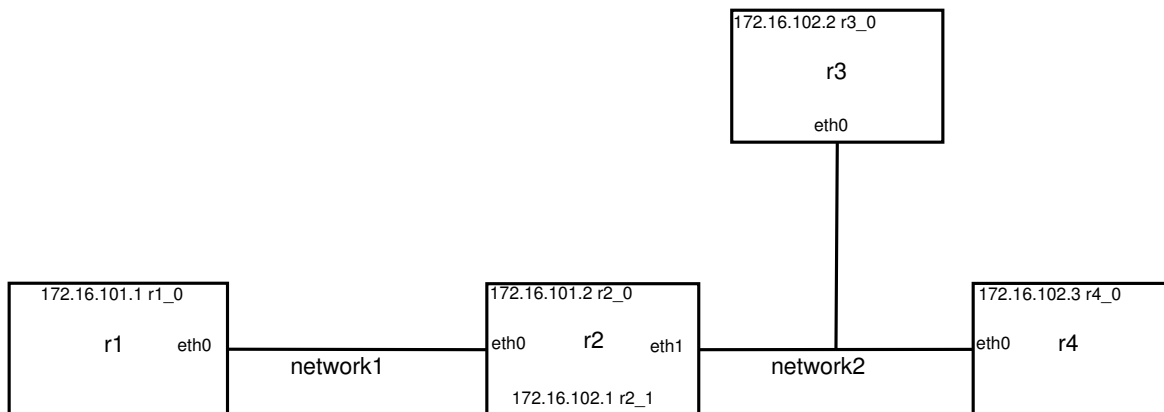 172.16.102.2 r3_0
r3
eth0
172.16.101.1 r1_0
r1
eth0
network1
172.16.101.2 r2_0
eth0
r2
eth1
172.16.102.1 r2_1
network2
172.16.102.3 r4_0
eth0
r4